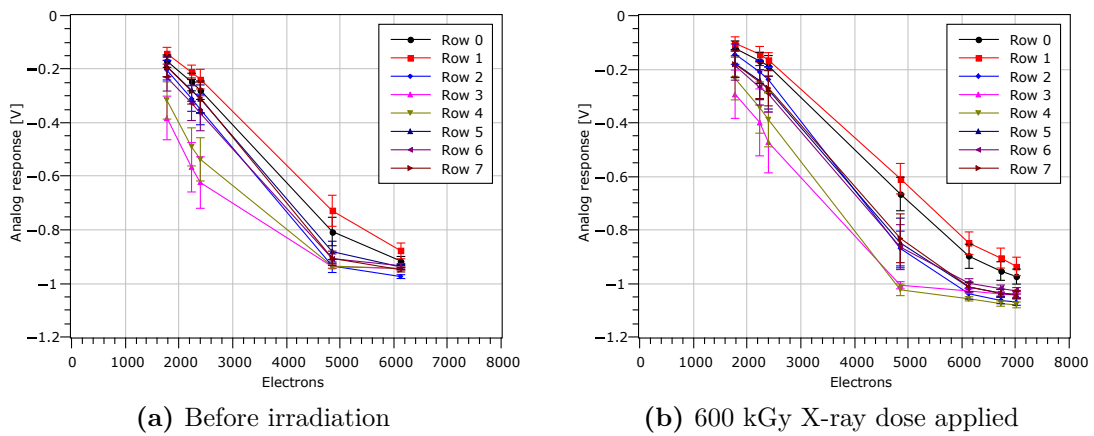 0
−0.2
−0.4
−0.6
−0.8
−1
−1.2
Analog response [V]
0
1000
2000
3000
4000
5000
6000
7000
8000
Electrons
Row 0
Row 1
Row 2
Row 3
Row 4
Row 5
Row 6
Row 7
(a) Before irradiation
0
−0.2
−0.4
−0.6
−0.8
−1
−1.2
Analog response [V]
0
1000
2000
3000
4000
5000
6000
7000
8000
Electrons
Row 0
Row 1
Row 2
Row 3
Row 4
Row 5
Row 6
Row 7
(b) 600 kGy X-ray dose applied